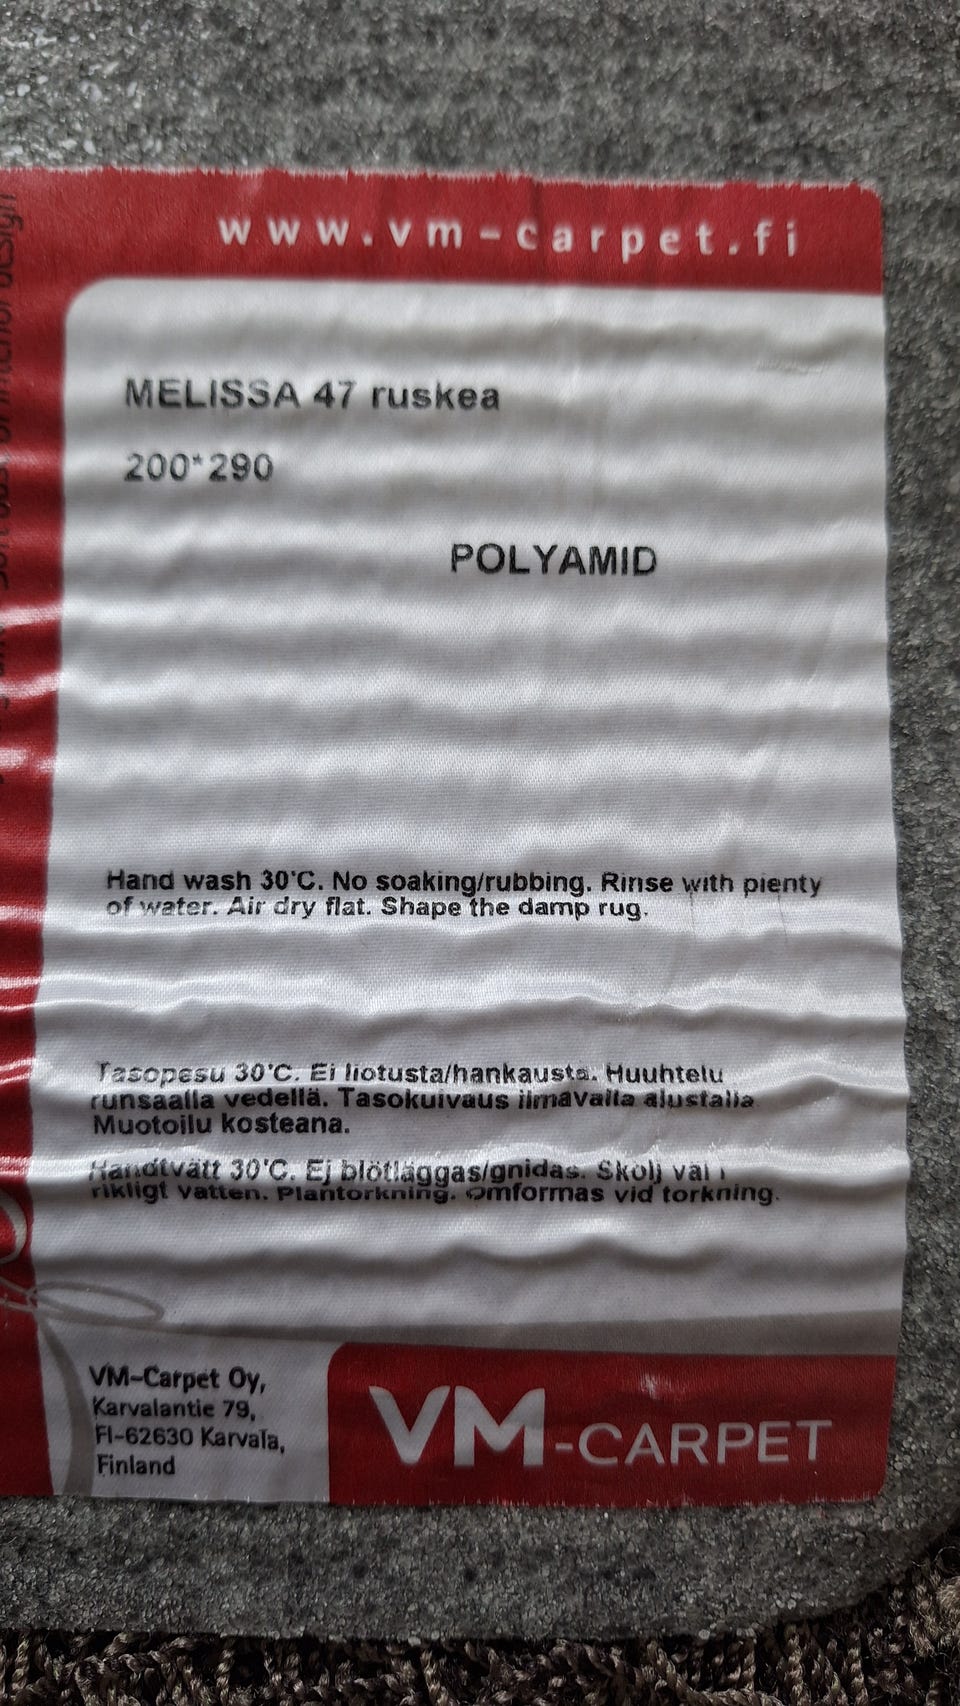 www.vm-carpet.fi
MELISSA 47 ruskea
200*290
POLYAMID
Hand wash 30'C. No soaking/rubbing. Rinse with plenty
of water. Air dry flat. Shape the damp rug.
Tasopesu 30'C. Ei liotusta/hankausta. Huuhtelu
runsaalla vedellä. Tasokuivaus ilmavalla alustalla
Muotoilu kosteana.
Handtvätt 30'C. Ej blötläggas/gnidas. Skölj väl i
rikligt vatten. Plantorkning. Omformas vid torkning.
VM-Carpet Oy,
Karvalantie 79,
FI-62630 Karvala,
Finland
VM-CARPET
design